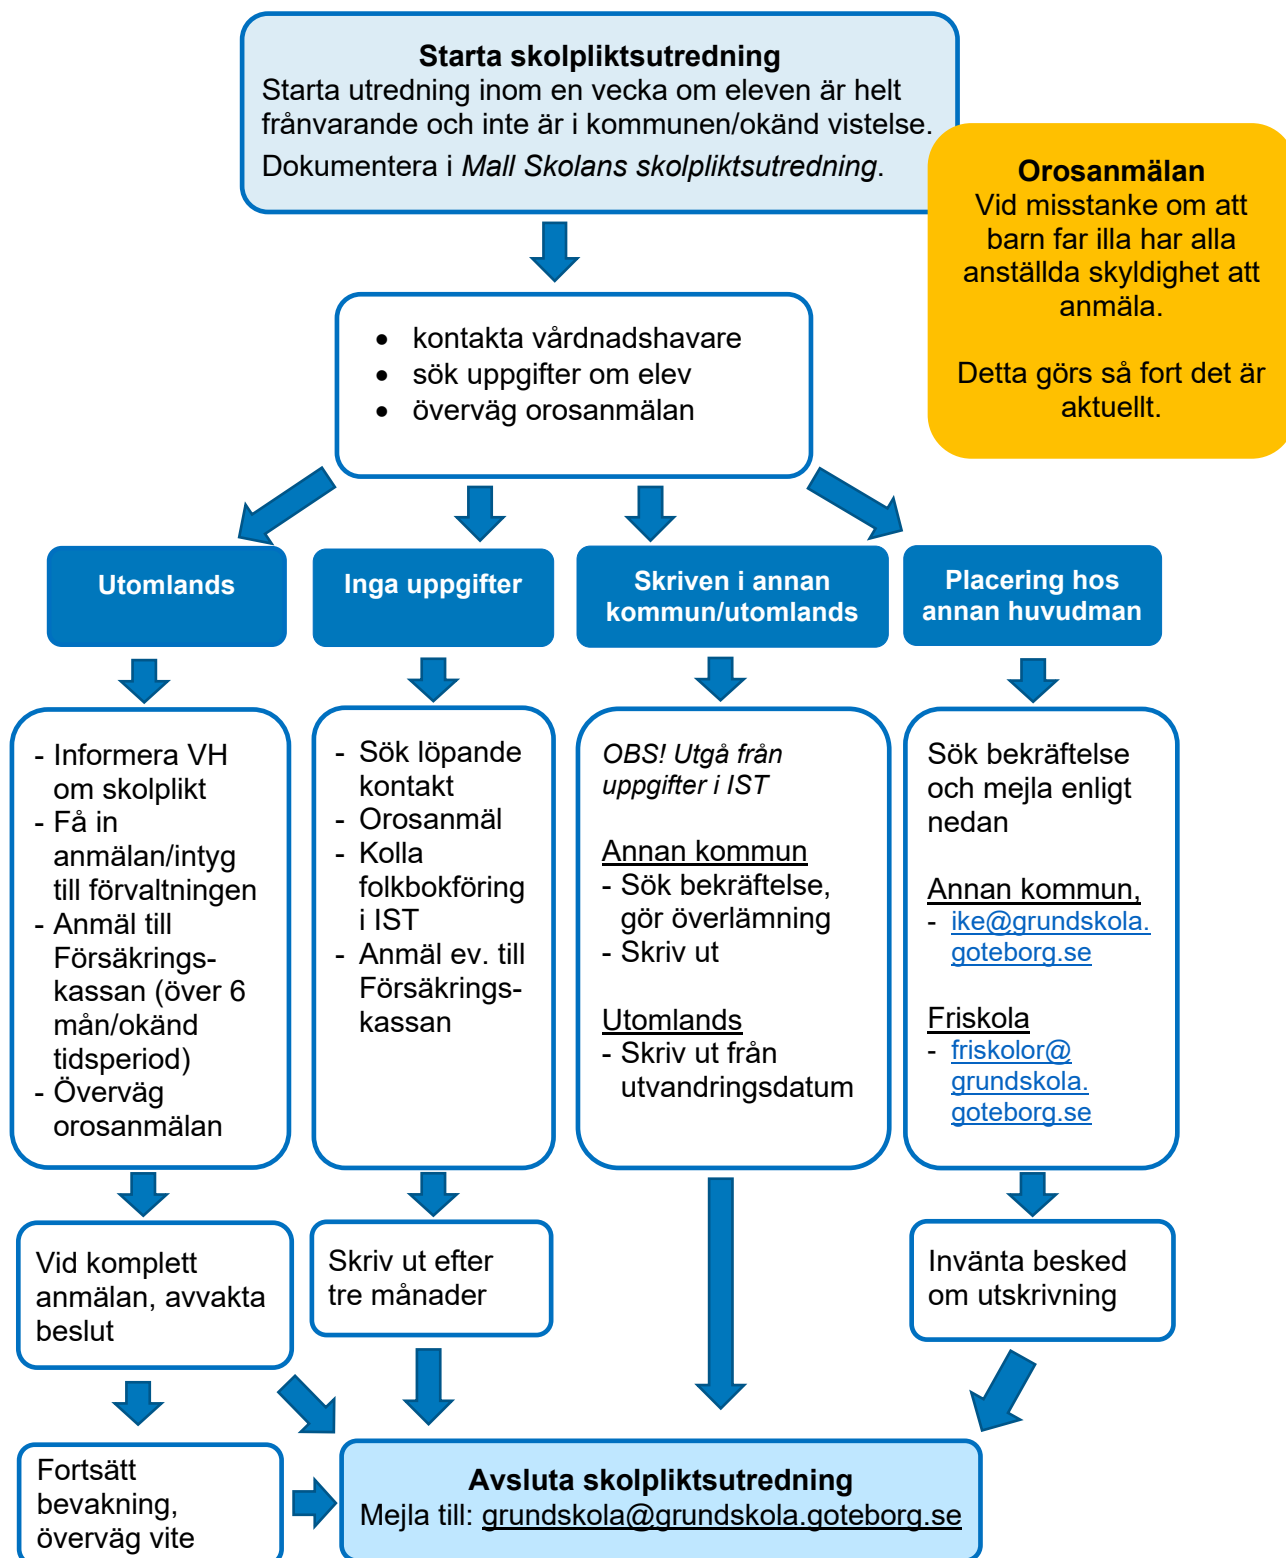 Starta skolpliktsutredning
Starta utredning inom en vecka om eleven är helt
frånvarande och inte är i kommunen/okänd vistelse.
Dokumentera i Mall Skolans skolpliktsutredning.
Orosanmälan
Vid misstanke om att
barn far illa har alla
anställda skyldighet att
anmäla.
Detta görs så fort det är
aktuellt.
• kontakta vårdnadshavare
• sök uppgifter om elev
• överväg orosanmälan
Utomlands
Inga uppgifter
Skriven i annan
kommun/utomlands
Placering hos
annan huvudman
- Informera VH
om skolplikt
- Få in
anmälan/intyg
till förvaltningen
- Anmäl till
Försäkrings-
kassan (över 6
mån/okänd
tidsperiod)
- Överväg
orosanmälan
- Sök löpande
kontakt
- Orosanmäl
- Kolla
folkbokföring
i IST
- Anmäl ev. till
Försäkrings-
kassan
OBS! Utgå från
uppgifter i IST
Annan kommun
- Sök bekräftelse,
gör överlämning
- Skriv ut
Utomlands
- Skriv ut från
utvandringsdatum
Sök bekräftelse
och mejla enligt
nedan
Annan kommun,
- ike@grundskola.
goteborg.se
Friskola
- friskolor@
grundskola.
goteborg.se
Vid komplett
anmälan, avvakta
beslut
Skriv ut efter
tre månader
Invänta besked
om utskrivning
Fortsätt
bevakning,
överväg vite
Avsluta skolpliktsutredning
Mejla till: grundskola@grundskola.goteborg.se